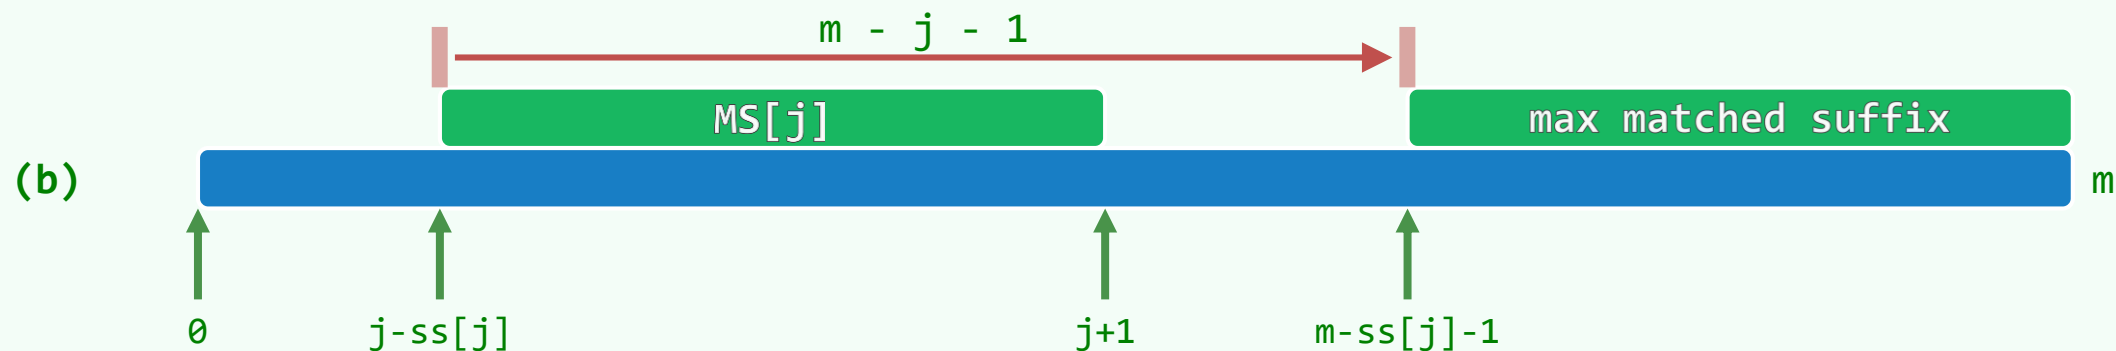 m - j - 1
MS[j]
max matched suffix
(b)
m
0
j-ss[j]
j+1
m-ss[j]-1